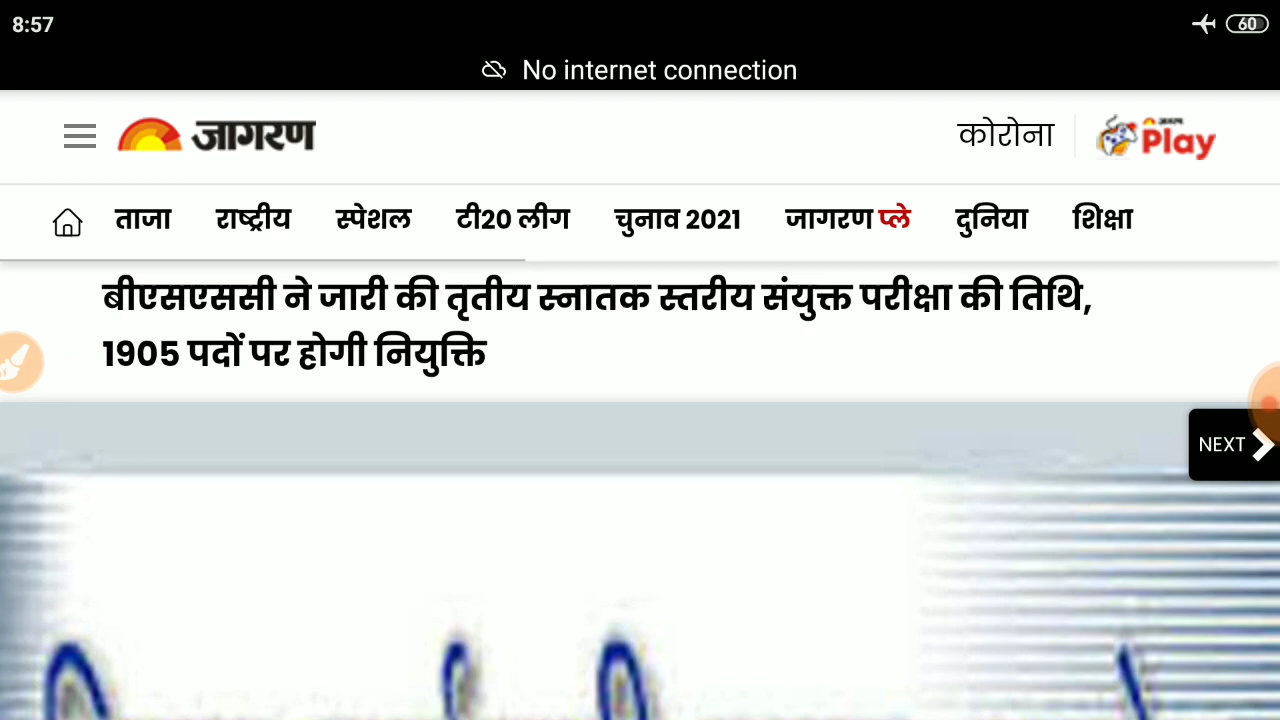 8:57
60
No internet connection
जागरण
कोरोना
Play
ताजा राष्ट्रीय स्पेशल टी20 लीग चुनाव 2021 जागरण प्ले दुनिया शिक्षा
बीएसएससी ने जारी की तृतीय स्नातक स्तरीय संयुक्त परीक्षा की तिथि,
1905 पदों पर होगी नियुक्ति
NEXT